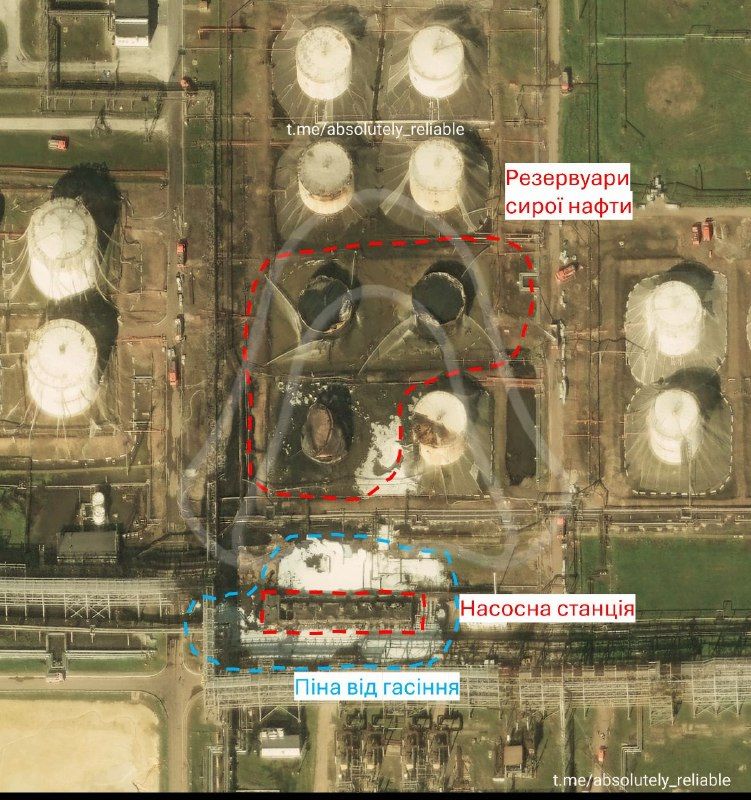 t.me/absolutely_reliable
Резервуари
сирої нафти
Насосна станція
Піна від гасіння
t.me/absolutely_reliable